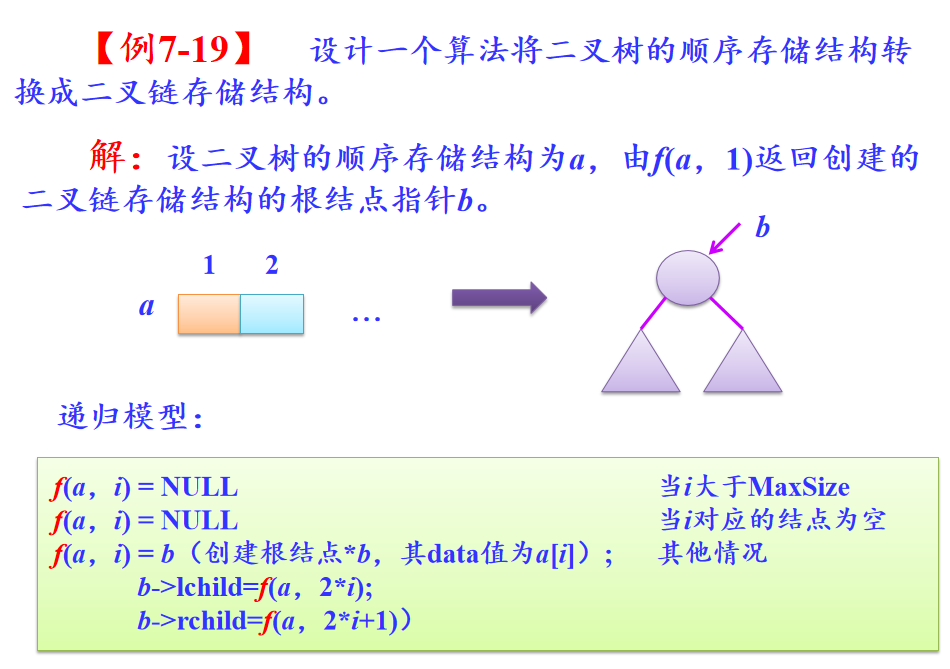 【例7-19】 设计一个算法将二叉树的顺序存储结构转
换成二叉链存储结构。
解：设二叉树的顺序存储结构为a，由f(a，1)返回创建的
二叉链存储结构的根结点指针b。
b
1 2
a …
递归模型：
f(a，i) = NULL 当i大于MaxSize
f(a，i) = NULL 当i对应的结点为空
f(a，i) = b（创建根结点*b，其data值为a[i]）; 其他情况
b->lchild=f(a，2*i);
b->rchild=f(a，2*i+1)）